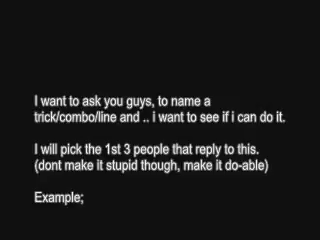 I want to ask you guys, to name a
trick/combo/line and .. i want to see if i can do it.
I will pick the 1st 3 people that reply to this.
(dont make it stupid though, make it do-able)
Example;